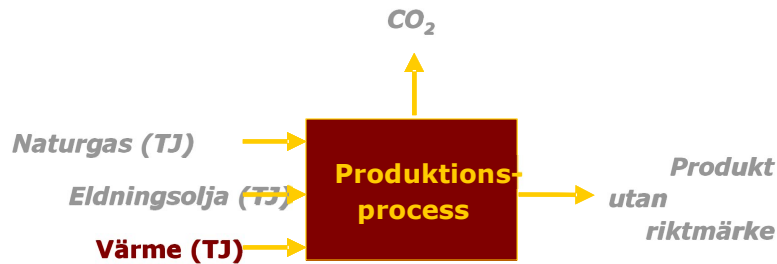 CO₂
Naturgas (TJ)
Eldningsolja (TJ)
Värme (TJ)
Produktions-
process
Produkt
utan
riktmärke